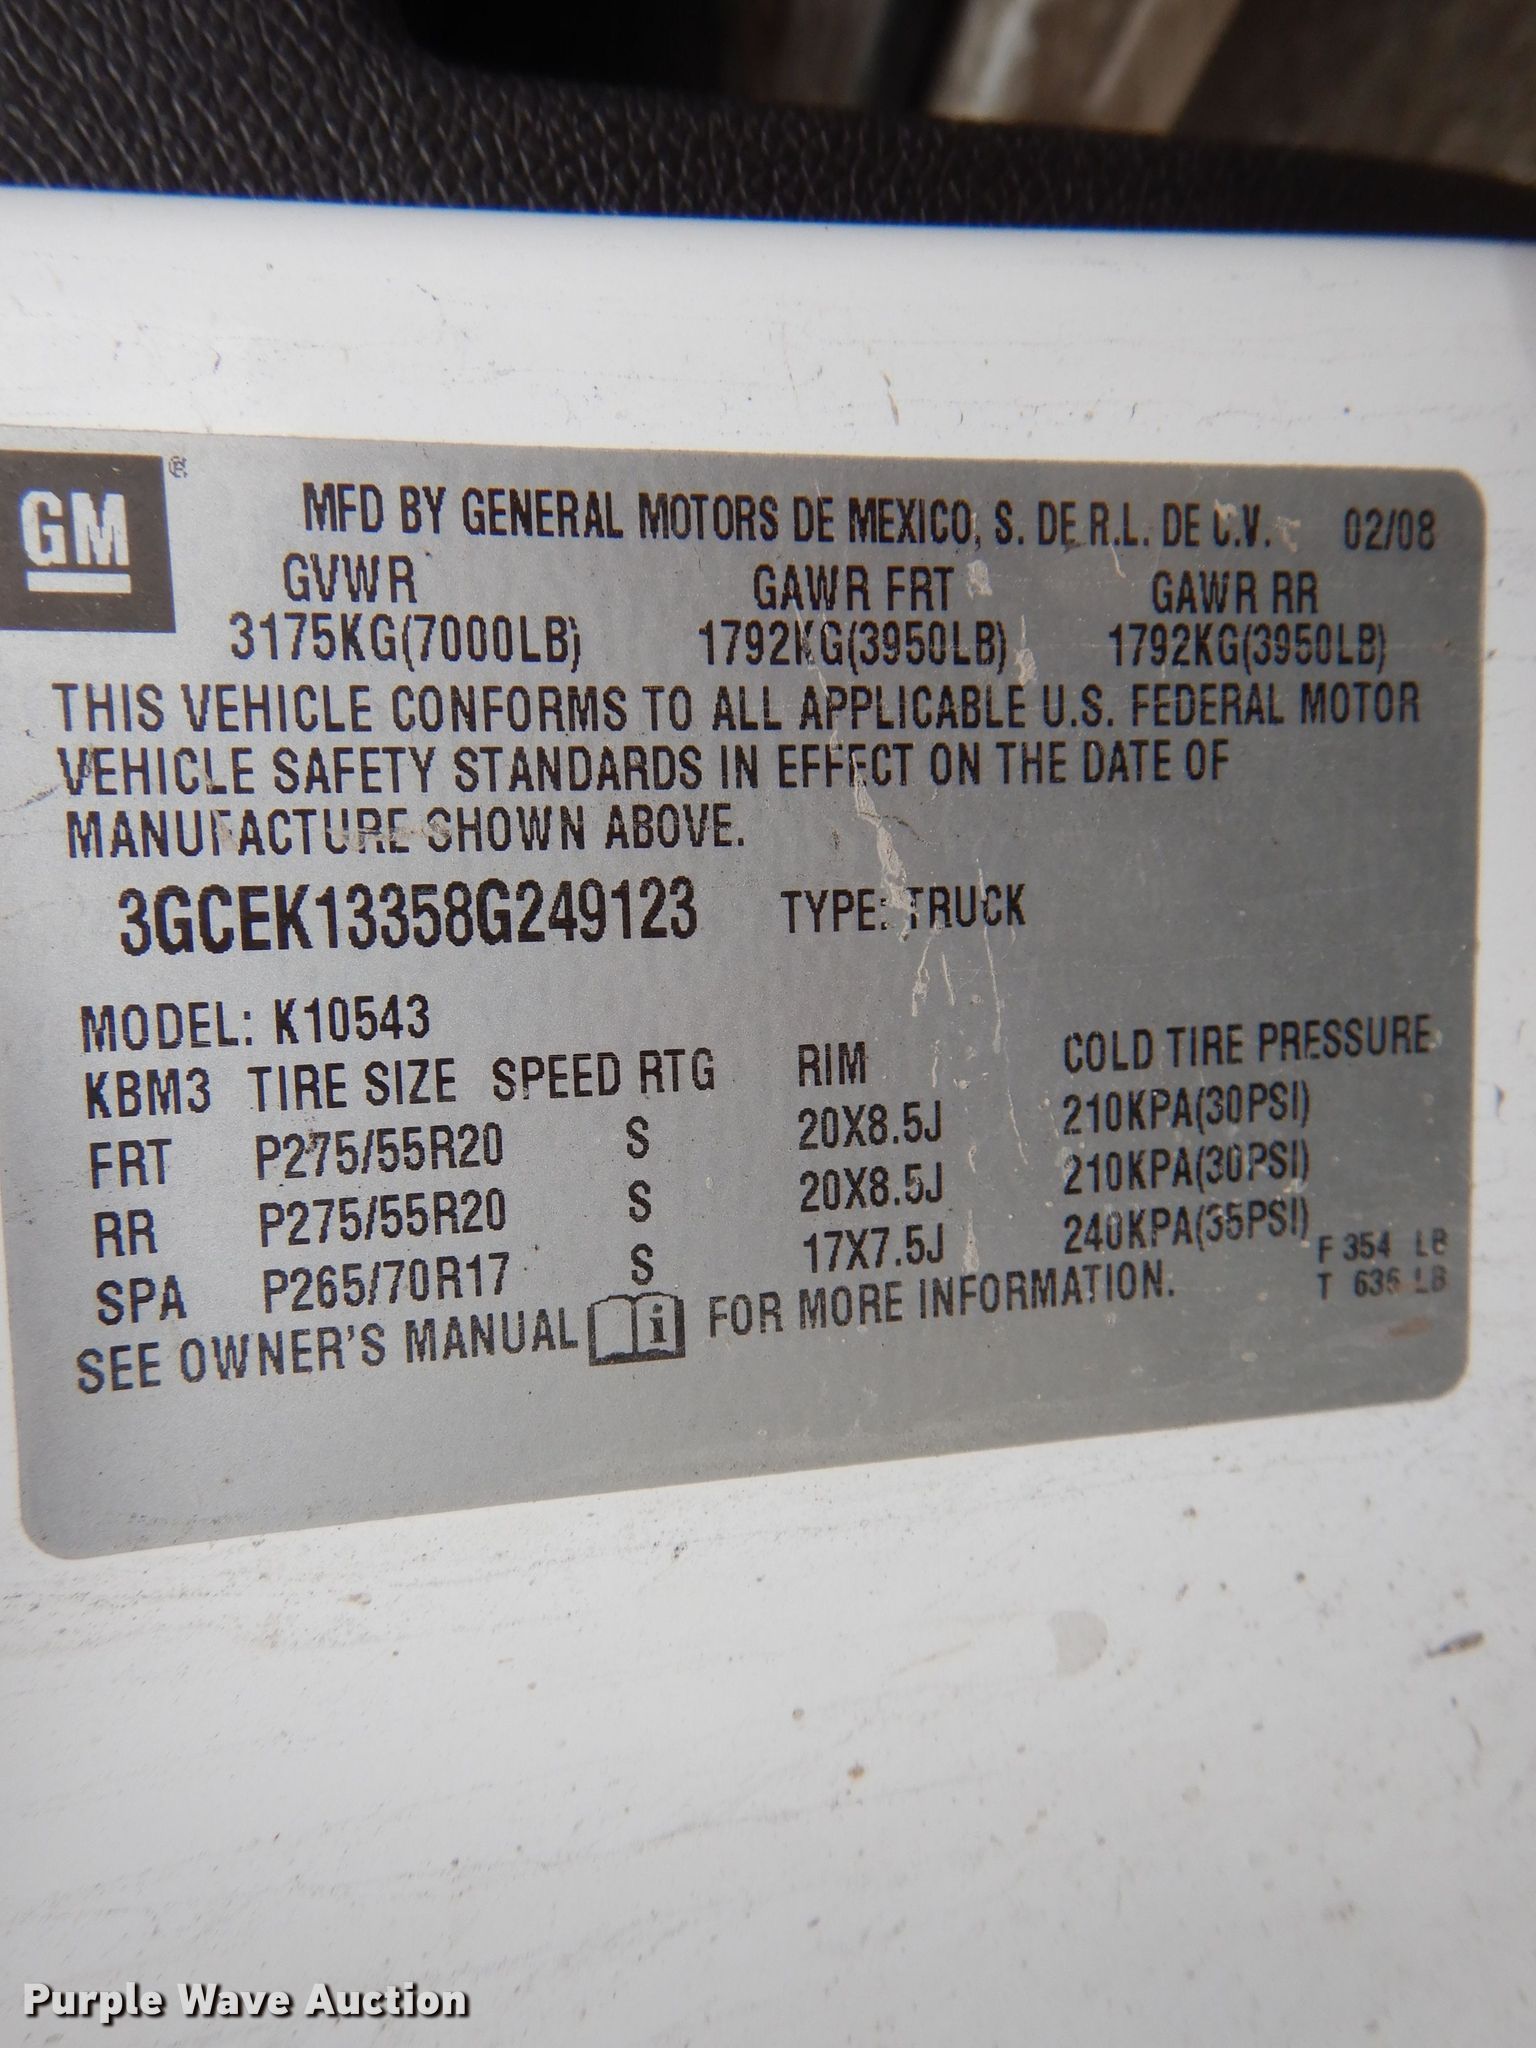 GM®
MFD BY GENERAL MOTORS DE MEXICO, S. DE R.L. DE C.V. 02/08
GVWR GAWR FRT GAWR RR
3175KG(7000LB) 1792KG(3950LB) 1792KG(3950LB)
THIS VEHICLE CONFORMS TO ALL APPLICABLE U.S. FEDERAL MOTOR
VEHICLE SAFETY STANDARDS IN EFFECT ON THE DATE OF
MANUFACTURE SHOWN ABOVE.
3GCEK13358G249123 TYPE: TRUCK
MODEL: K10543
KBM3 TIRE SIZE SPEED RTG RIM COLD TIRE PRESSURE
FRT P275/55R20 S 20X8.5J 210KPA(30PSI)
RR P275/55R20 S 20X8.5J 210KPA(30PSI)
SPA P265/70R17 S 17X7.5J 240KPA(35PSI) F 354 LB
SEE OWNER'S MANUAL i FOR MORE INFORMATION. T 636 LB
Purple Wave Auction